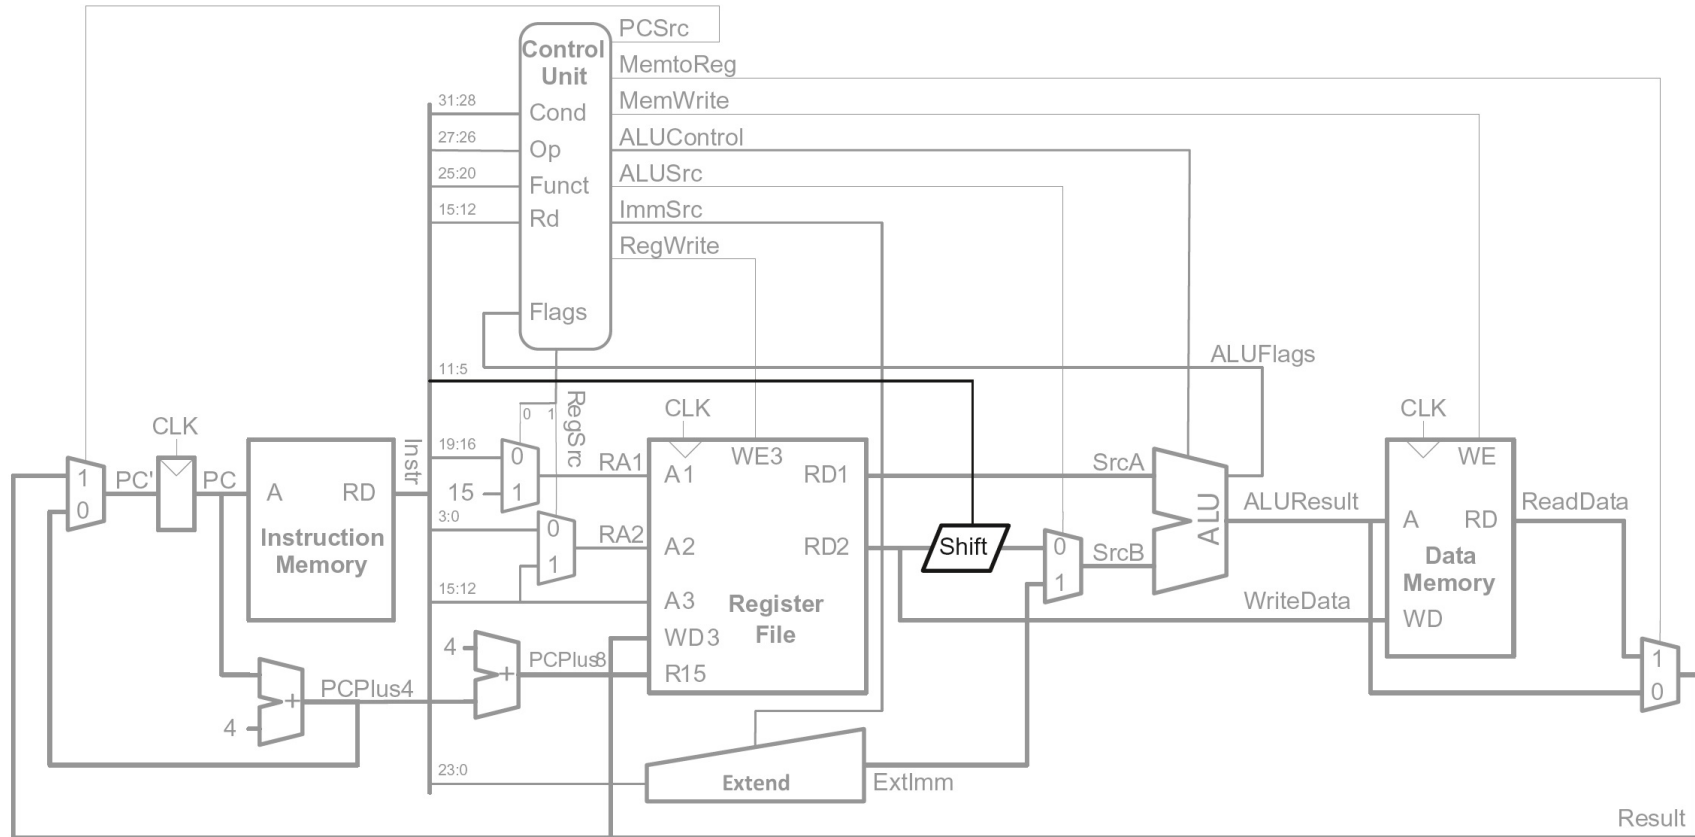 PCSrc
Control
Unit
MemtoReg
MemWrite
31:28
Cond
27:26
Op
ALUControl
25:20
Funct
ALUSrc
15:12
Rd
ImmSrc
RegWrite
Flags
ALUFlags
11:5
0 1
RegSrc
CLK
CLK
CLK
Instr
19:16
0
1
15
RA1
A1
WE3
RD1
SrcA
WE
1
0
PC'
PC
A RD
Instruction
Memory
3:0
0
1
RA2
A2
RD2
Shift
0
1
SrcB
ALU
ALUResult
A RD
ReadData
Data
Memory
15:12
A3
Register
File
WriteData
WD
4
+
PCPlus8
WD3
R15
1
0
+
PCPlus4
4
23:0
Extend
ExtImm
Result